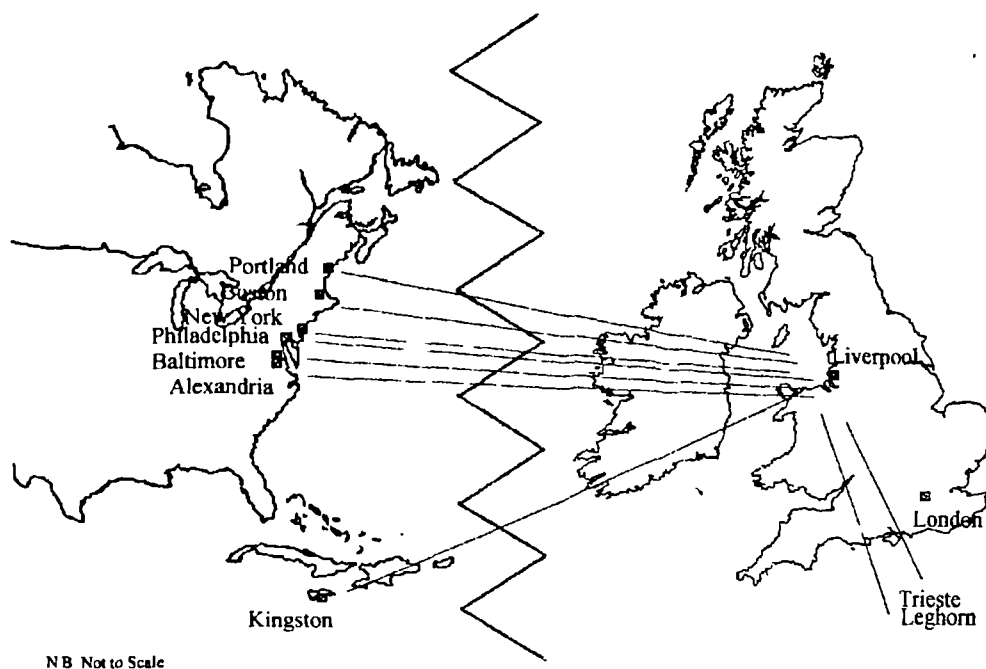 Portland
Boston
New York
Philadelphia
Baltimore
Alexandria
Liverpool
London
Trieste
Leghorn
Kingston
N B Not to Scale